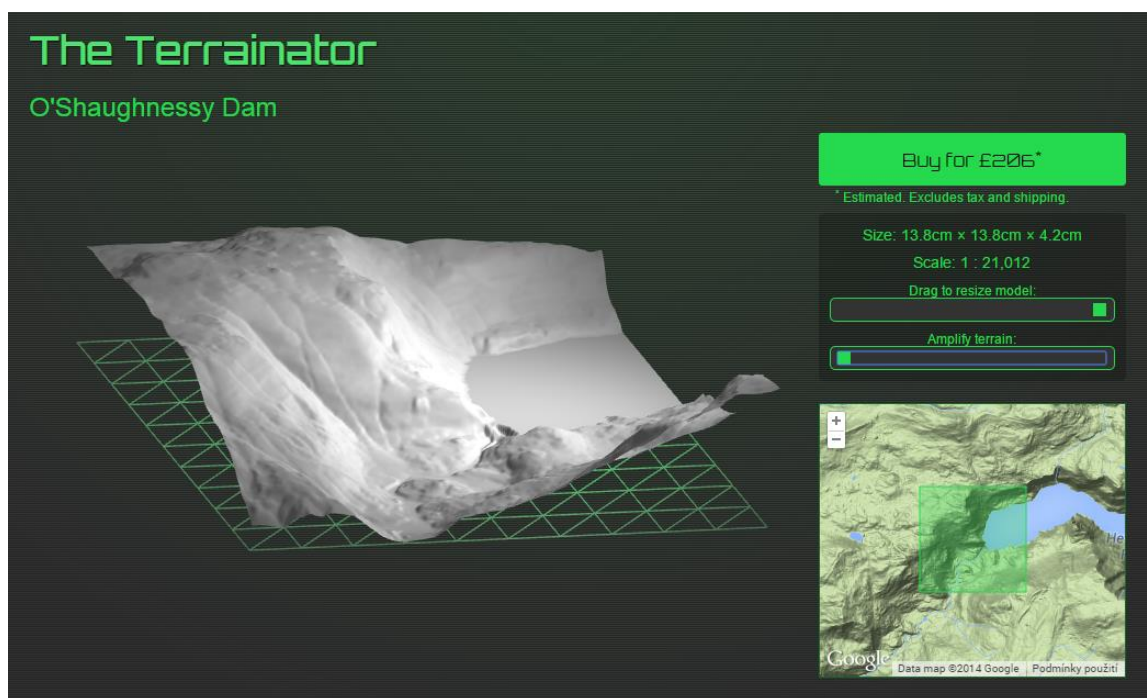 The Terrainator
O'Shaughnessy Dam
Buy for £206*
* Estimated. Excludes tax and shipping.
Size: 13.8cm × 13.8cm × 4.2cm
Scale: 1 : 21,012
Drag to resize model:
Amplify terrain:
+
−
He
Google
Data map ©2014 Google
Podmínky použití